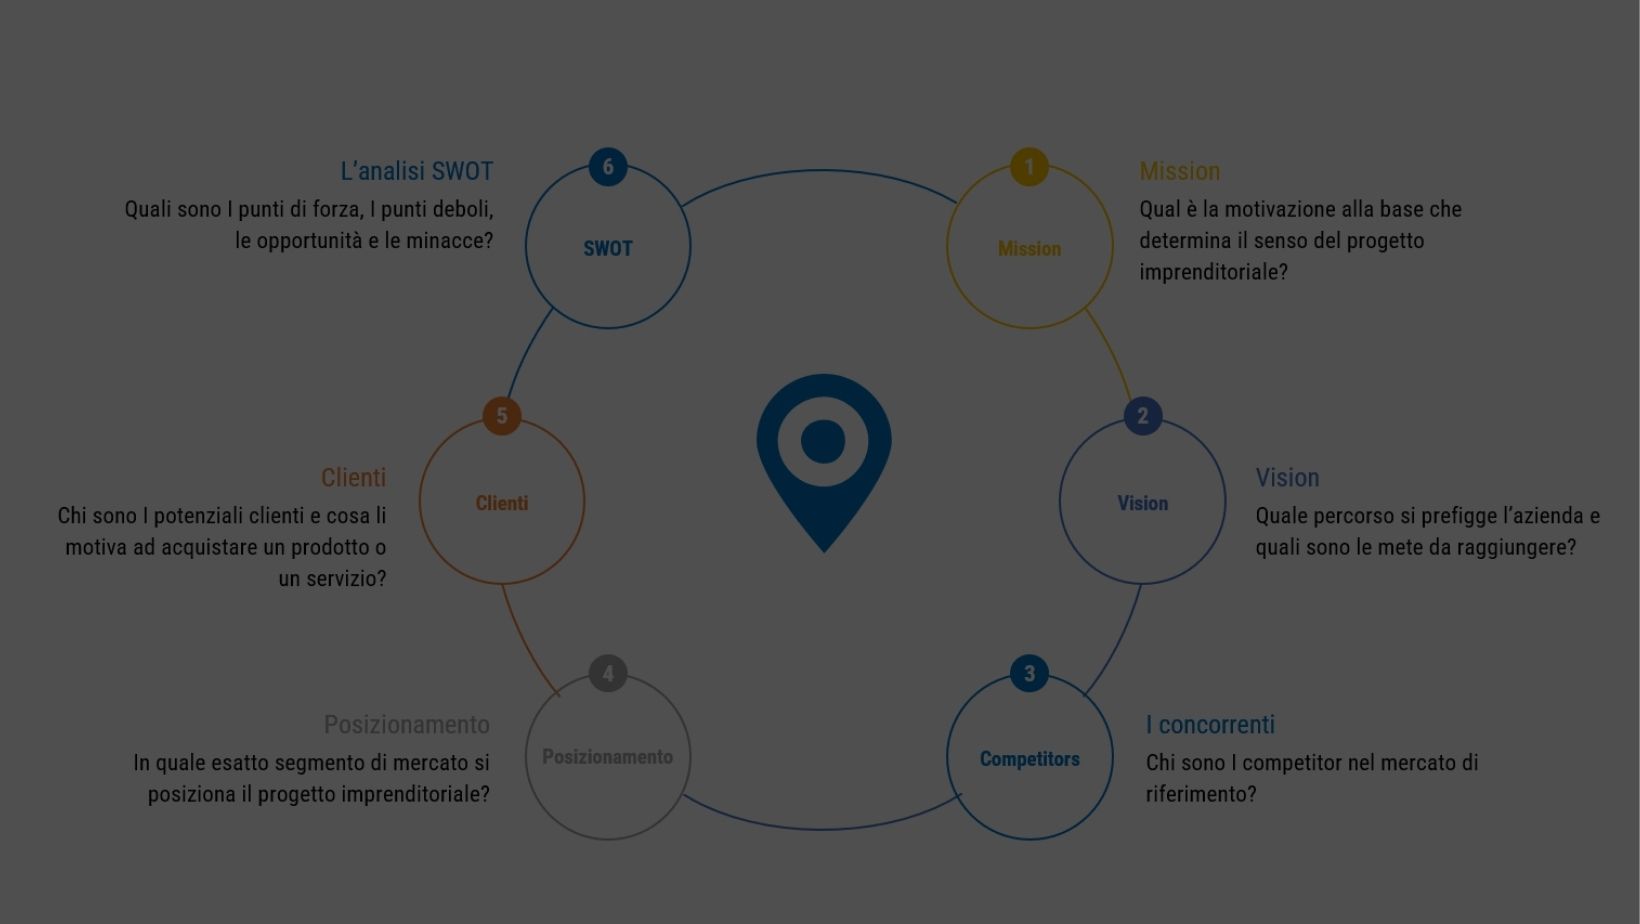 L’analisi SWOT
Quali sono I punti di forza, I punti deboli,
le opportunità e le minacce?
6
SWOT
1
Mission
Mission
Qual è la motivazione alla base che
determina il senso del progetto
imprenditoriale?
5
Clienti
Clienti
Chi sono I potenziali clienti e cosa li
motiva ad acquistare un prodotto o
un servizio?
2
Vision
Vision
Quale percorso si prefigge l’azienda e
quali sono le mete da raggiungere?
Posizionamento
In quale esatto segmento di mercato si
posiziona il progetto imprenditoriale?
4
Posizionamento
3
Competitors
I concorrenti
Chi sono I competitor nel mercato di
riferimento?